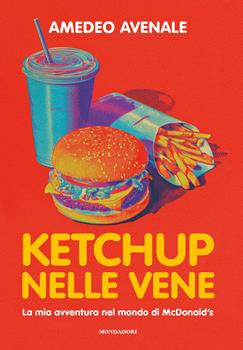 AMEDEO AVENALE
KETCHUP
NELLE VENE
La mia avventura nel mondo di McDonald's
MONDADORI